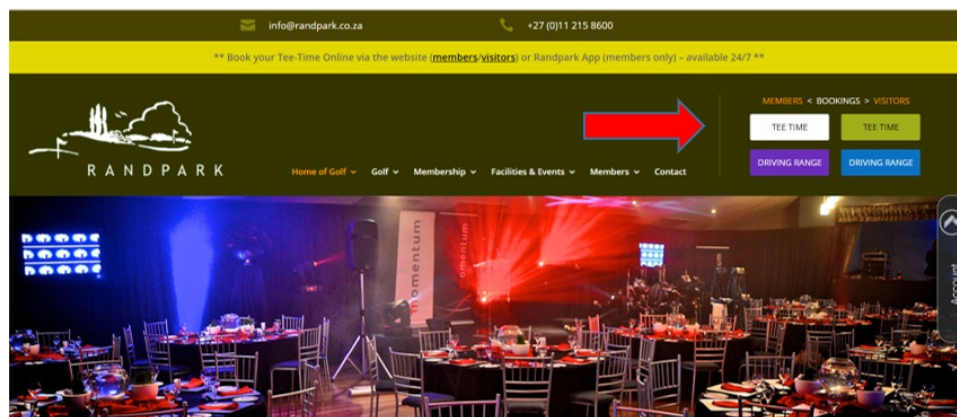 info@randpark.co.za
+27 (0)11 215 8600
** Book your Tee-Time Online via the website (members/visitors) or Randpark App (members only) – available 24/7 **
MEMBERS < BOOKINGS > VISITORS
TEE TIME
TEE TIME
DRIVING RANGE
DRIVING RANGE
RANDPARK
Home of Golf
Golf
Membership
Facilities & Events
Members
Contact
momentum
momentum
Account